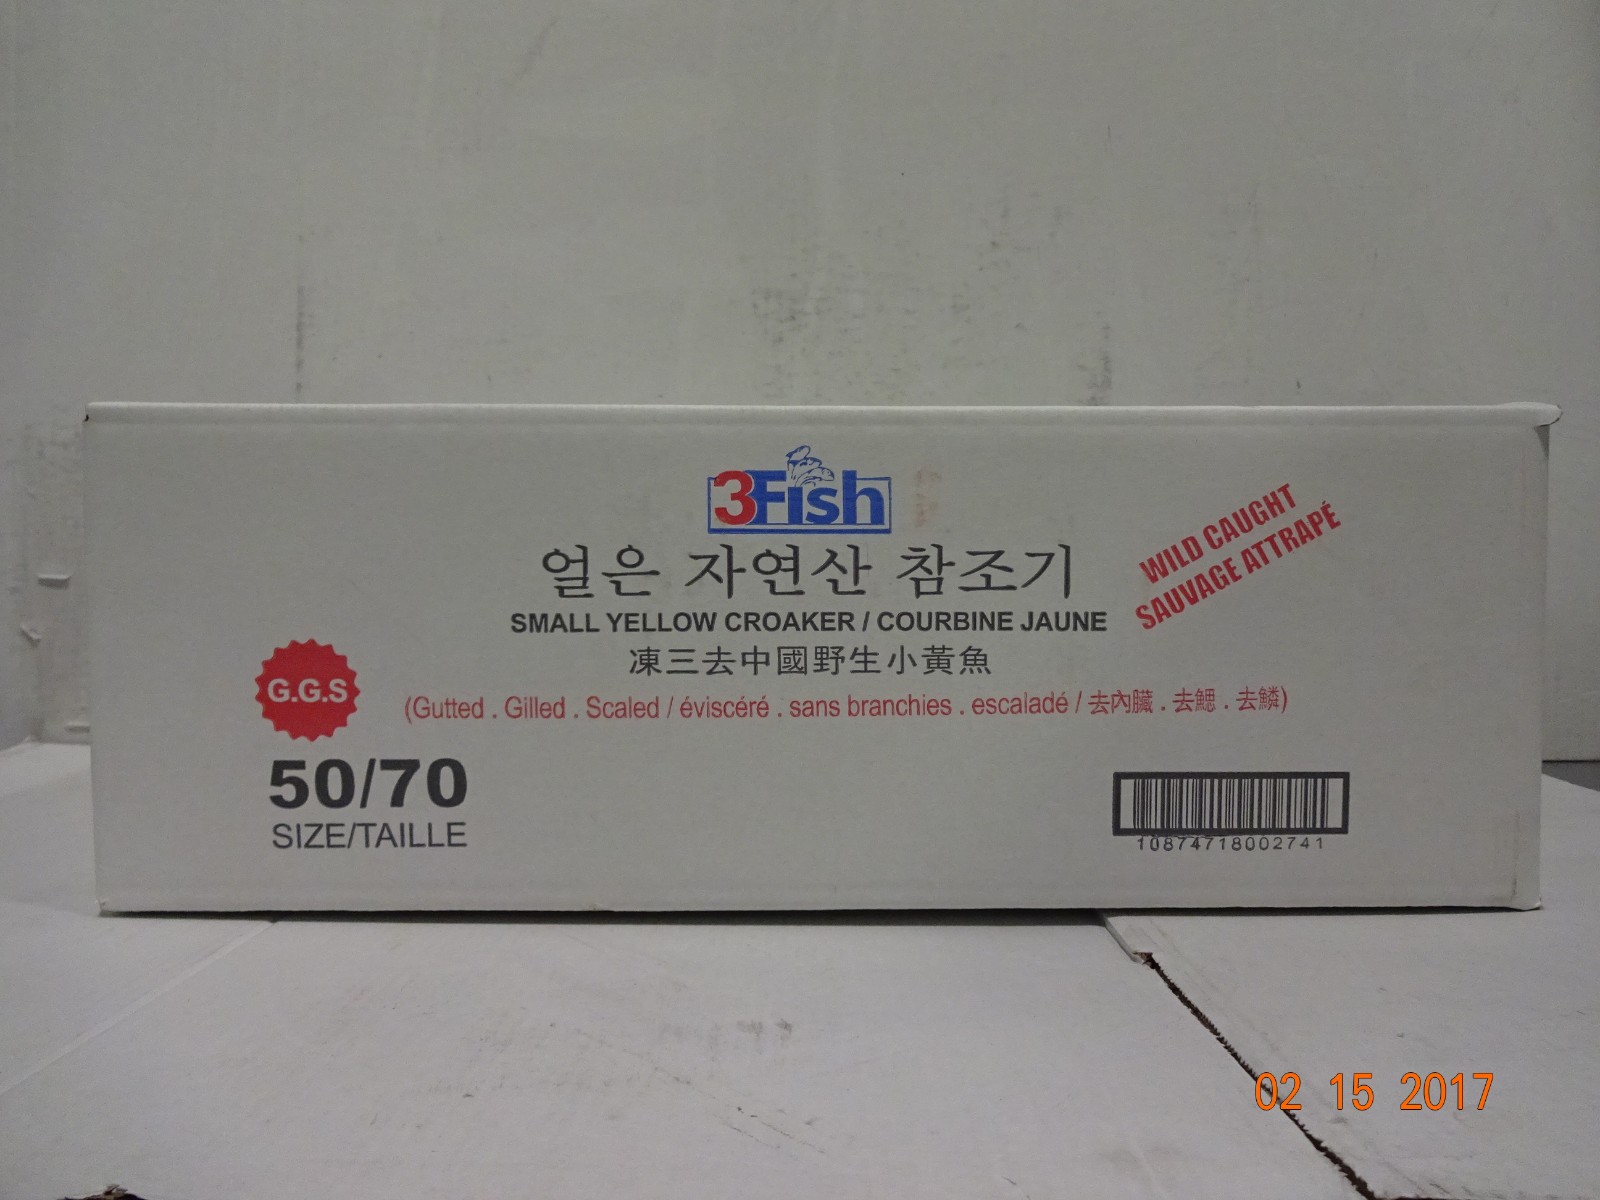 3Fish
얼은 자연산 참조기
SMALL YELLOW CROAKER / COURBINE JAUNE
凍三去中國野生小黃魚
WILD CAUGHT
SAUVAGE ATTRAPÉ
G.G.S
(Gutted . Gilled . Scaled / éviscéré . sans branchies . escaladé / 去內臟 . 去鰓 . 去鱗)
50/70
SIZE/TAILLE
10874718002741
02 15 2017